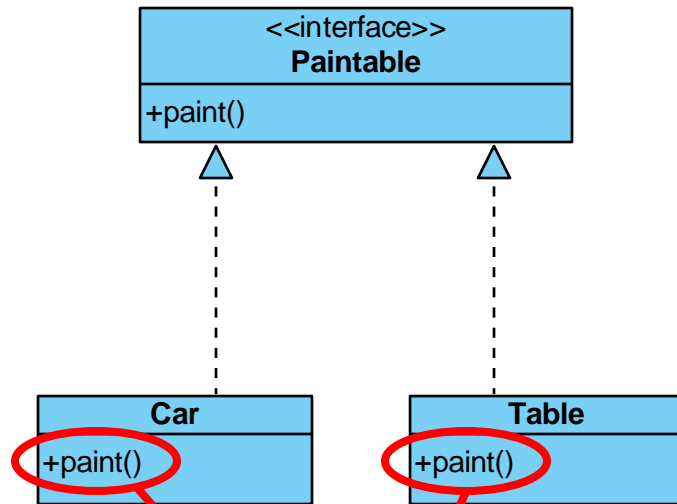 <<interface>>
Paintable
+paint()
Car
Table
+paint()
+paint()